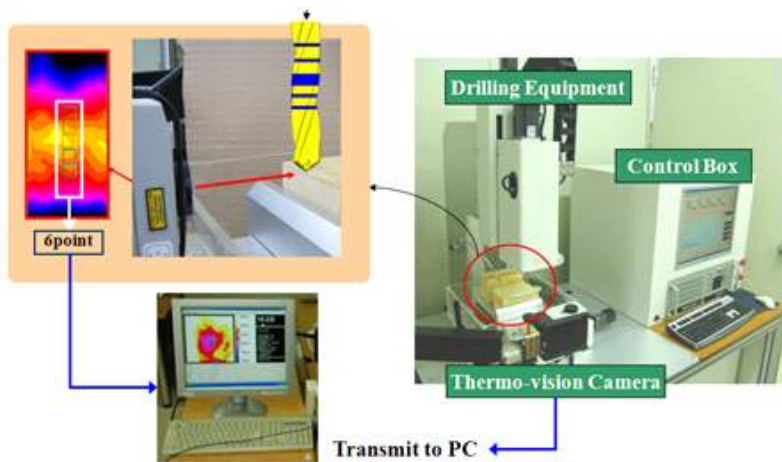 Drilling Equipment
Control Box
6point
Thermo-vision Camera
Transmit to PC